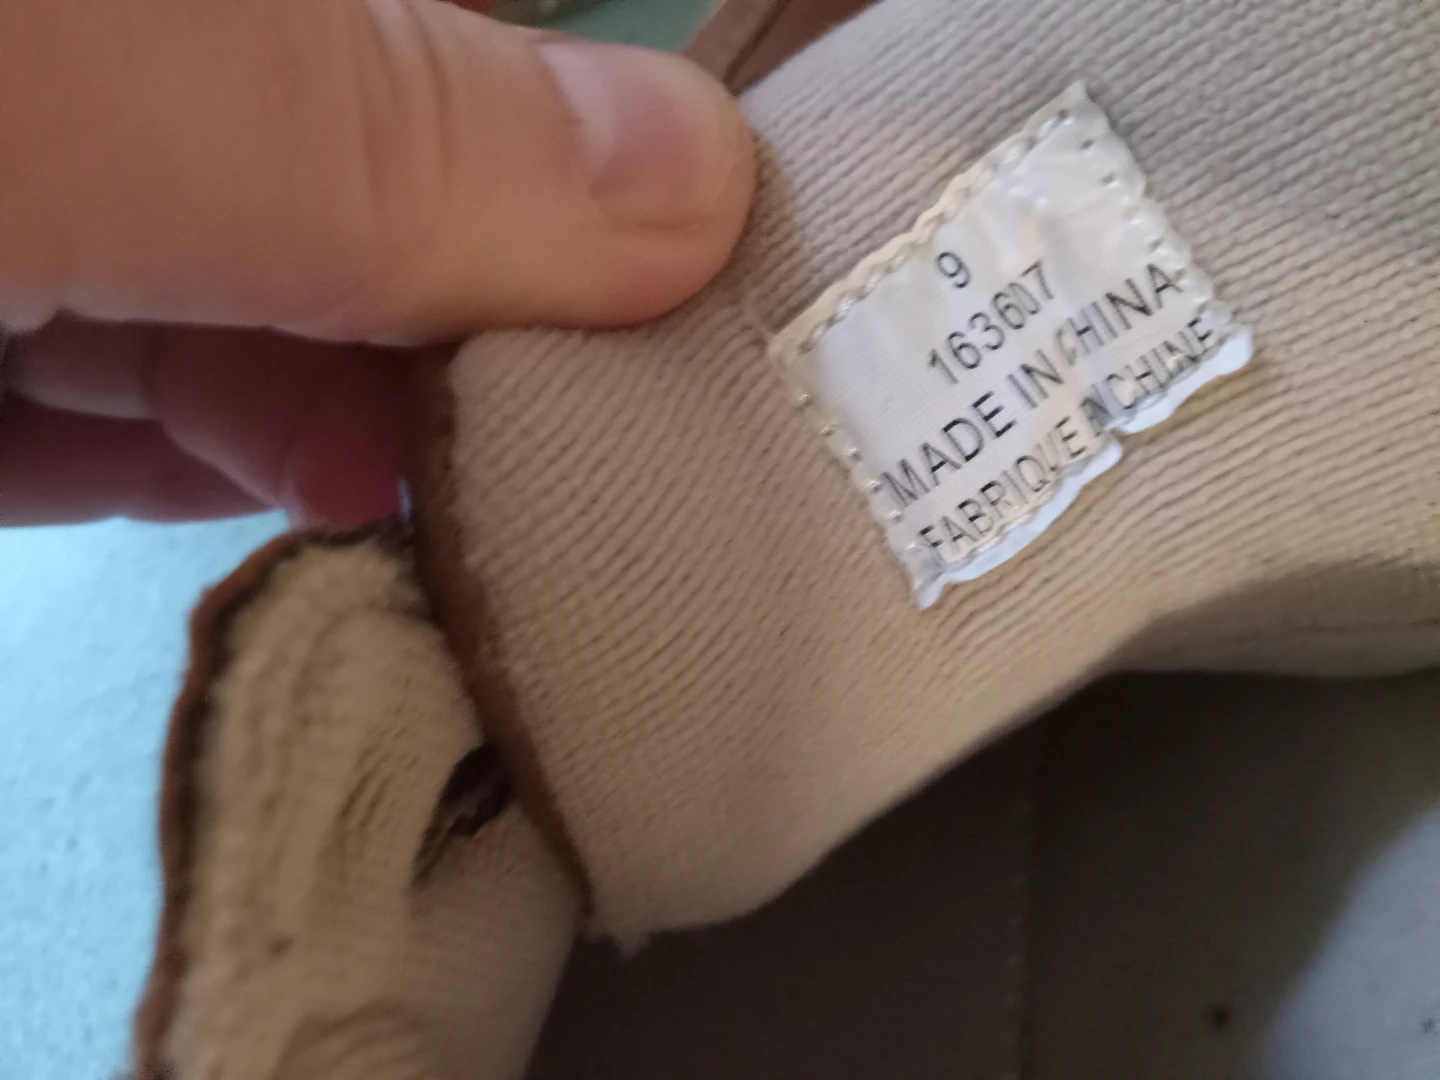 9
163607
MADE IN CHINA
FABRIQUE EN CHINE